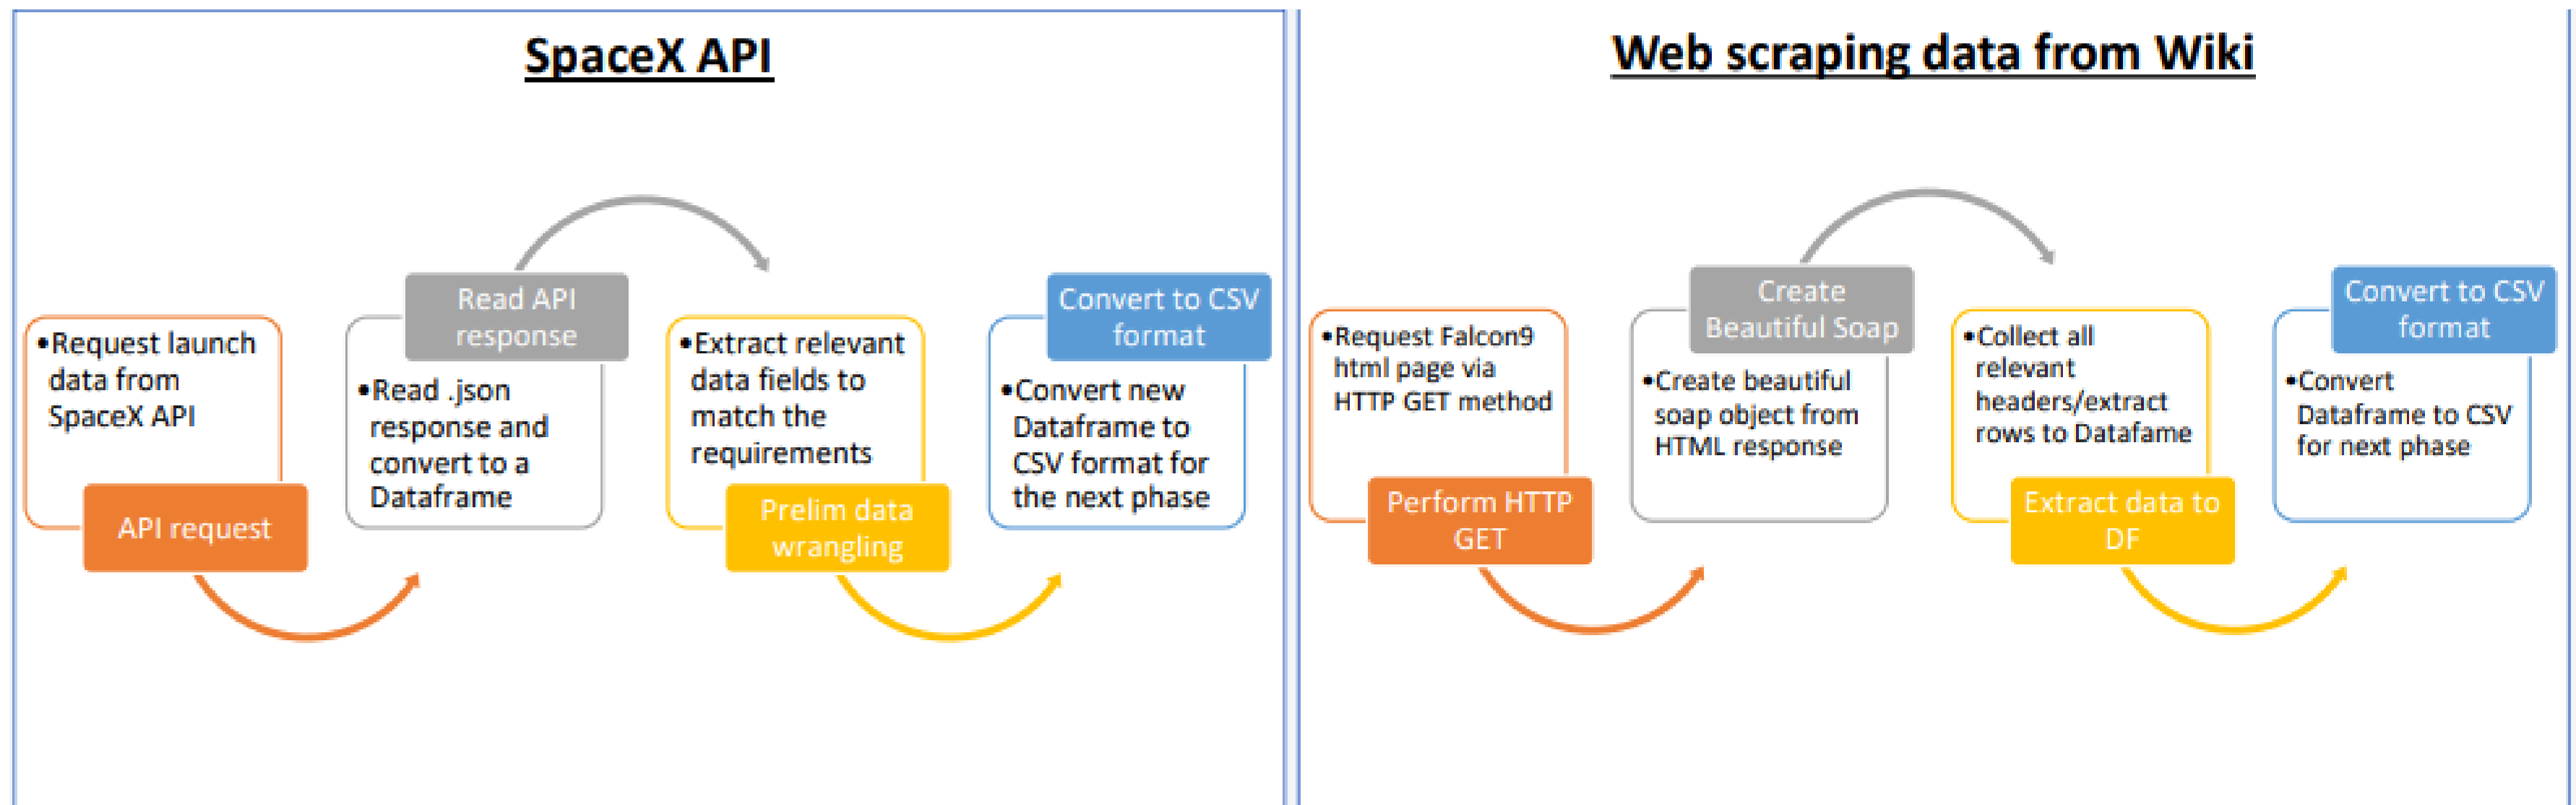 SpaceX API
•Request launch
data from
SpaceX API
API request
Read API
response
•Read .json
response and
convert to a
Dataframe
•Extract relevant
data fields to
match the
requirements
Prelim data
wrangling
Convert to CSV
format
•Convert new
Dataframe to
CSV format for
the next phase
Web scraping data from Wiki
•Request Falcon9
html page via
HTTP GET method
Perform HTTP
GET
Create
Beautiful Soap
•Create beautiful
soap object from
HTML response
•Collect all
relevant
headers/extract
rows to Datafame
Extract data to
DF
Convert to CSV
format
•Convert
Dataframe to CSV
for next phase